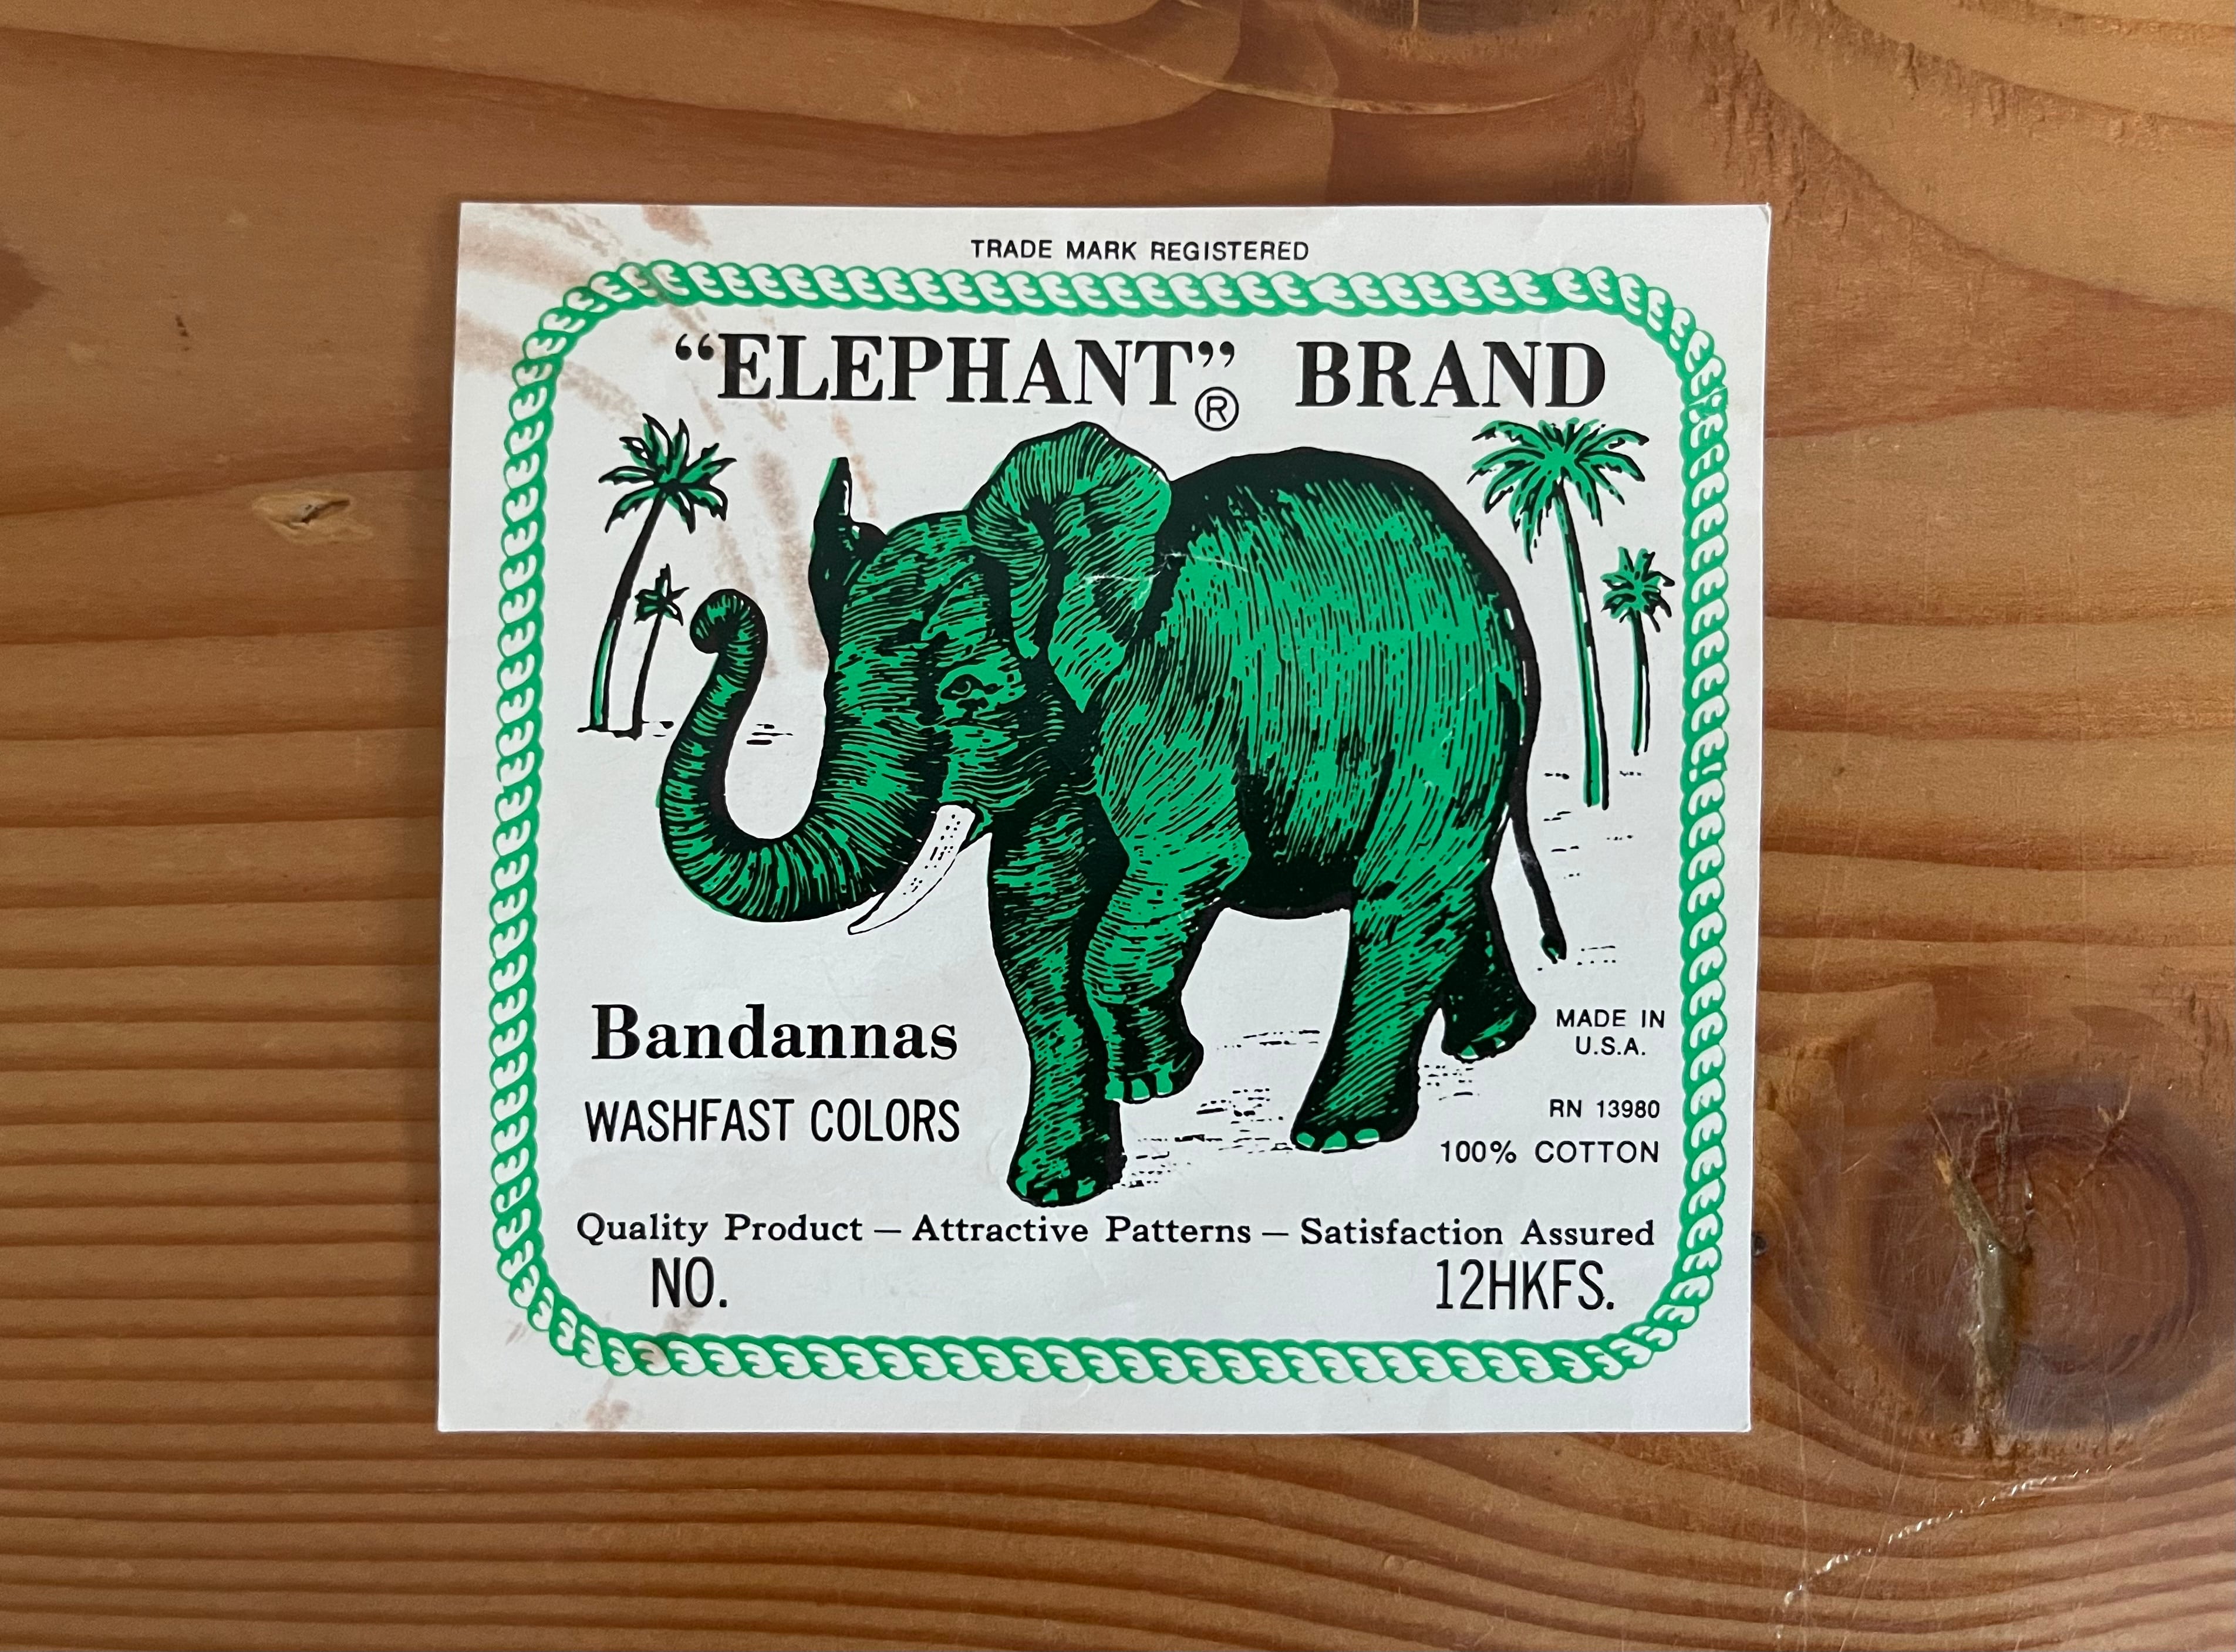 TRADE MARK REGISTERED
“ELEPHANT”® BRAND
Bandannas
WASHFAST COLORS
MADE IN
U.S.A.
RN 13980
100% COTTON
Quality Product — Attractive Patterns — Satisfaction Assured
NO. 12HKFS.